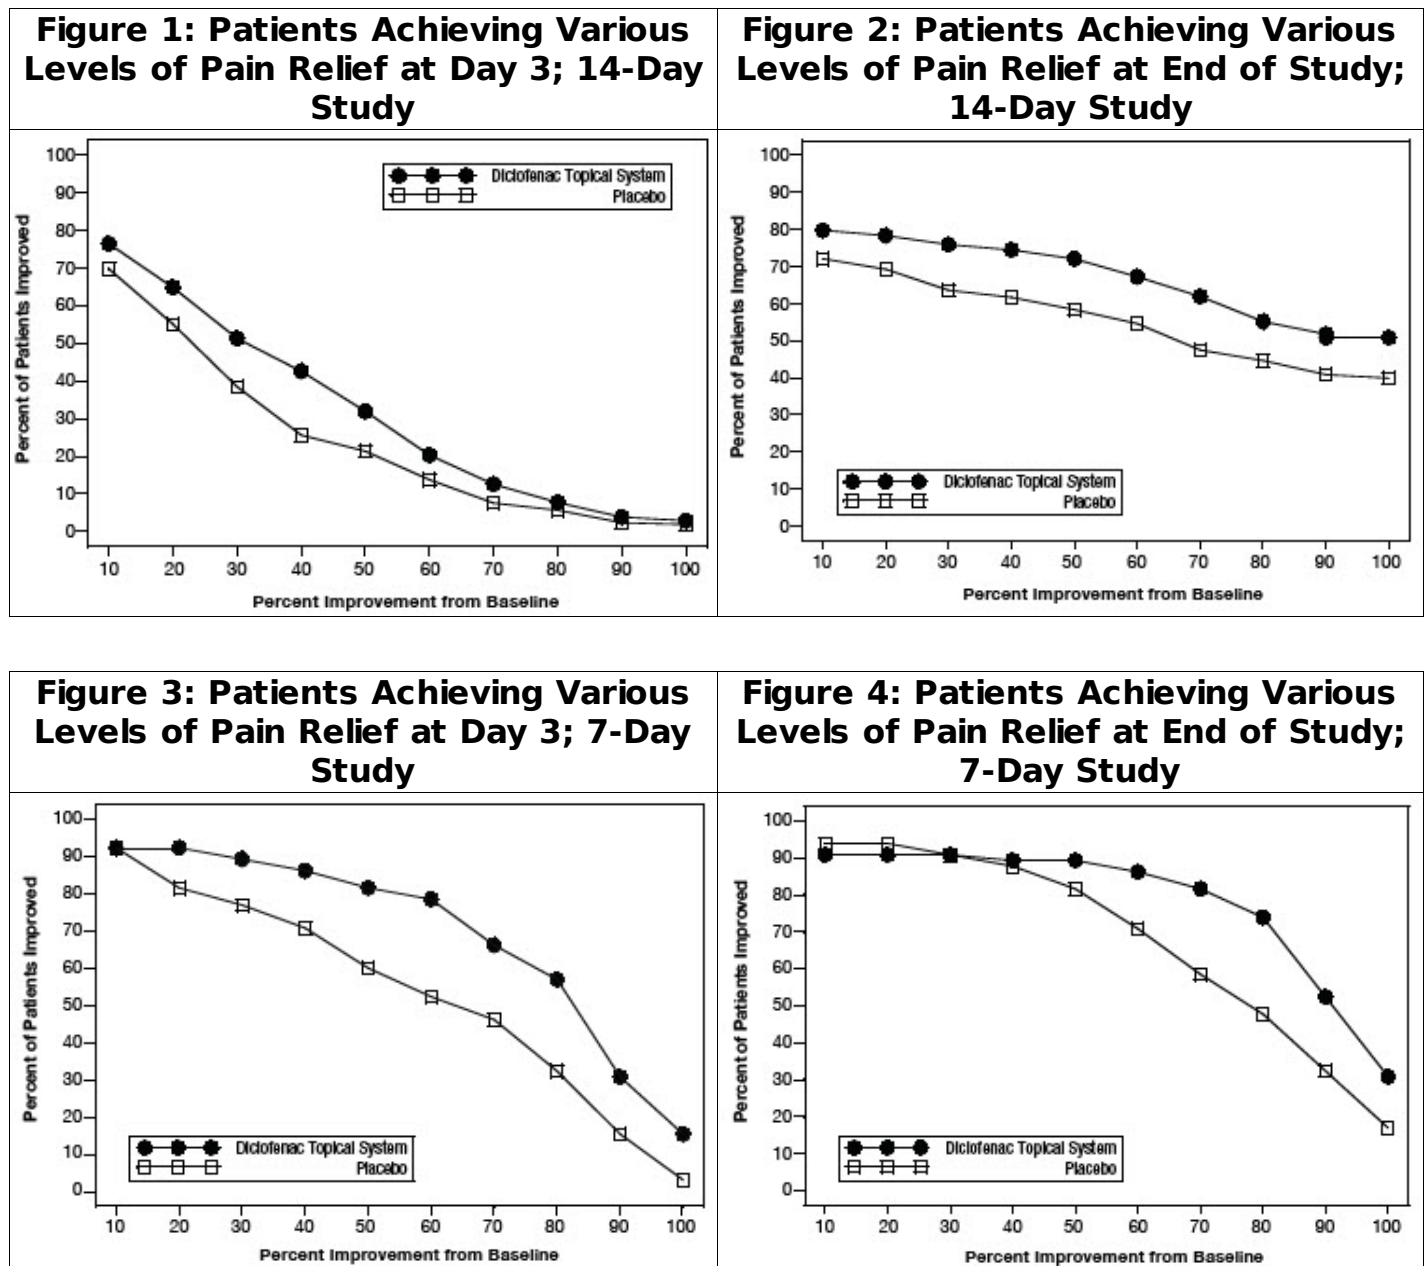 Figure 1: Patients Achieving Various
Levels of Pain Relief at Day 3; 14-Day
Study
Figure 2: Patients Achieving Various
Levels of Pain Relief at End of Study;
14-Day Study
100
90
80
70
60
50
40
30
20
10
0
Percent of Patients Improved
Diclofenac Topical System
Placebo
10 20 30 40 50 60 70 80 90 100
Percent Improvement from Baseline
100
90
80
70
60
50
40
30
20
10
0
Percent of Patients Improved
Diclofenac Topical System
Placebo
10 20 30 40 50 60 70 80 90 100
Percent Improvement from Baseline
Figure 3: Patients Achieving Various
Levels of Pain Relief at Day 3; 7-Day
Study
Figure 4: Patients Achieving Various
Levels of Pain Relief at End of Study;
7-Day Study
100
90
80
70
60
50
40
30
20
10
0
Percent of Patients Improved
Diclofenac Topical System
Placebo
10 20 30 40 50 60 70 80 90 100
Percent Improvement from Baseline
100
90
80
70
60
50
40
30
20
10
0
Percent of Patients Improved
Diclofenac Topical System
Placebo
10 20 30 40 50 60 70 80 90 100
Percent Improvement from Baseline